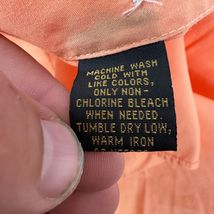 MACHINE WASH
COLD WITH
LIKE COLORS,
ONLY NON-
CHLORINE BLEACH
WHEN NEEDED.
TUMBLE DRY LOW,
WARM IRON